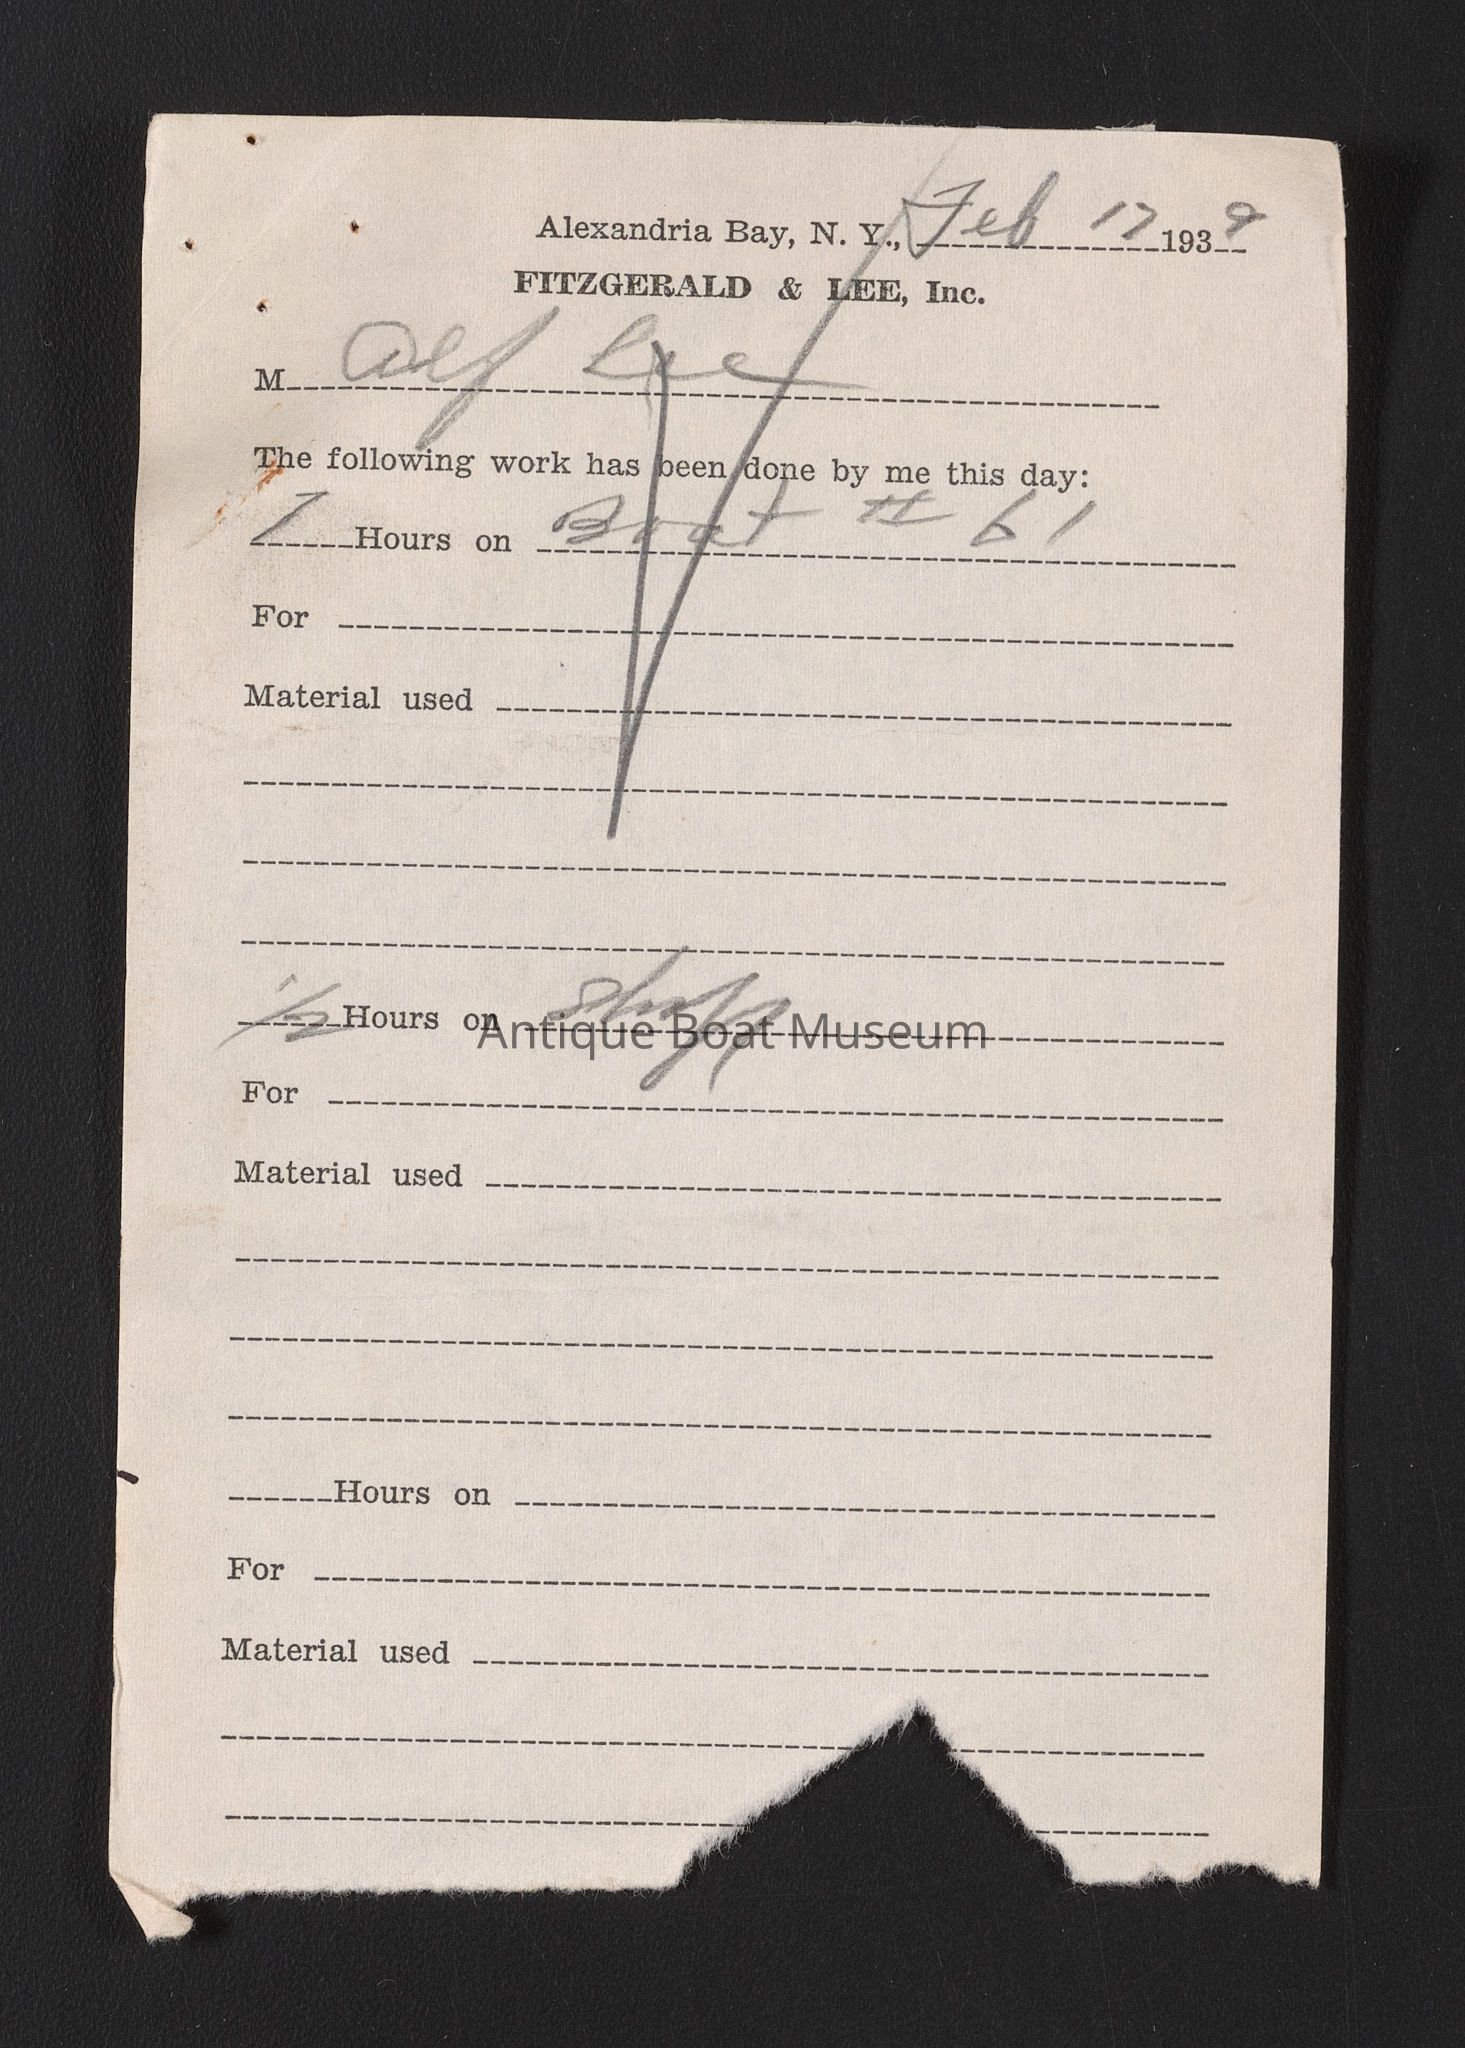 Alexandria Bay, N. Y., Feb 17 1938
FITZGERALD & LEE, Inc.
M Alf Lee
The following work has been done by me this day:
7 Hours on Boat # 61
For
Material used
1/2 Hours on Shop
Antique Boat Museum
For
Material used
Hours on
For
Material used